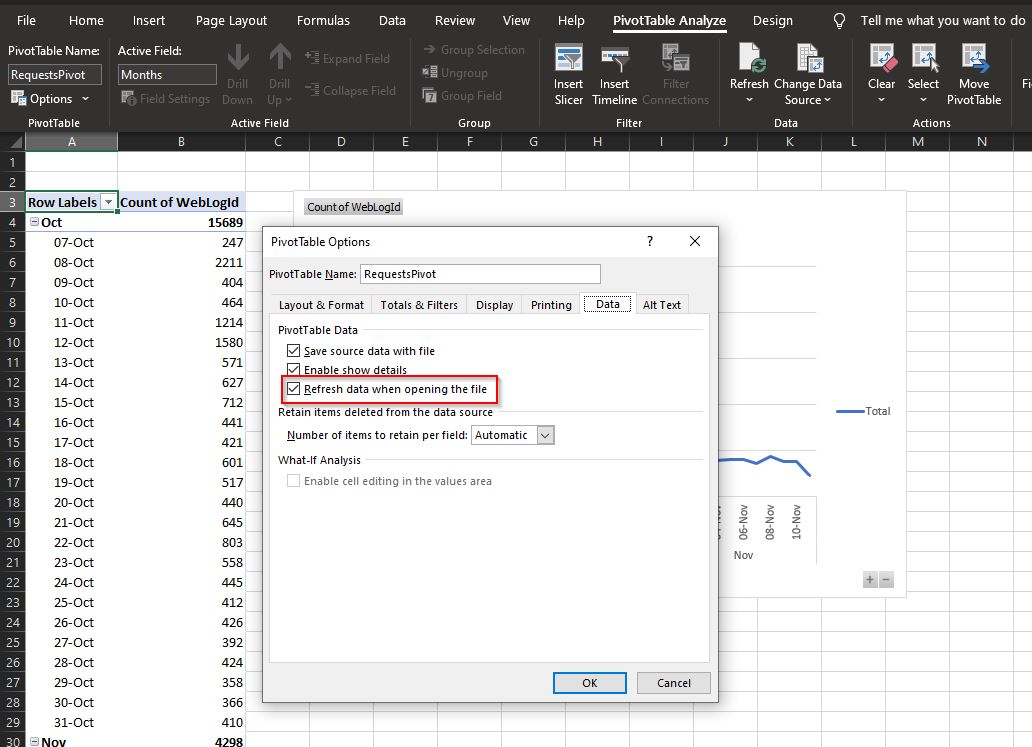 File Home Insert Page Layout Formulas Data Review View Help PivotTable Analyze Design Tell me what you want to do
PivotTable Name:
RequestsPivot
Options
PivotTable
Active Field:
Months
Field Settings
Drill Down
Drill Up
Expand Field
Collapse Field
Active Field
Group Selection
Ungroup
Group Field
Group
Insert Slicer
Insert Timeline
Filter Connections
Filter
Refresh
Change Data Source
Data
Clear
Select
Move PivotTable
Actions
A B C D E F G H I J K L M N
1
2
3 Row Labels Count of WebLogId
4 Oct 15689
5 07-Oct 247
6 08-Oct 2211
7 09-Oct 404
8 10-Oct 464
9 11-Oct 1214
10 12-Oct 1580
11 13-Oct 571
12 14-Oct 627
13 15-Oct 712
14 16-Oct 441
15 17-Oct 421
16 18-Oct 601
17 19-Oct 517
18 20-Oct 440
19 21-Oct 645
20 22-Oct 803
21 23-Oct 558
22 24-Oct 445
23 25-Oct 412
24 26-Oct 426
25 27-Oct 392
26 28-Oct 424
27 29-Oct 358
28 30-Oct 366
29 31-Oct 410
30 Nov 4298
Count of WebLogId
PivotTable Options ?
PivotTable Name: RequestsPivot
Layout & Format Totals & Filters Display Printing Data Alt Text
PivotTable Data
Save source data with file
Enable show details
Refresh data when opening the file
Retain items deleted from the data source
Number of items to retain per field: Automatic
What-If Analysis
Enable cell editing in the values area
OK Cancel
Total
06-Nov
08-Nov
10-Nov
Nov
+ −